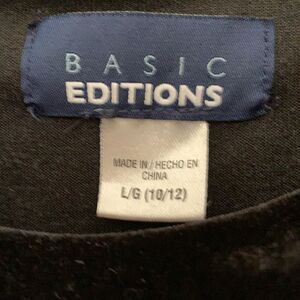 BASIC
EDITIONS
MADE IN / HECHO EN
CHINA
L/G (10/12)